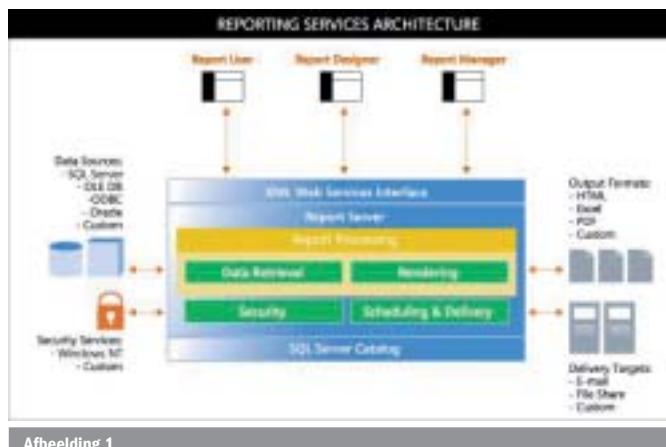 REPORTING SERVICES ARCHITECTURE
Report User
Report Designer
Report Manager
Data Sources:
- SQL Server
- OLE DB
- ODBC
- Oracle
- Custom
XML Web Services Interface
Report Server
Report Processing
Data Retrieval
Rendering
Security
Scheduling & Delivery
SQL Server Catalog
Security Services:
- Windows NT
- Custom
Output Formats:
- HTML
- Excel
- PDF
- Custom
Delivery Targets:
- E-mail
- File Share
- Custom
Afbeelding 1